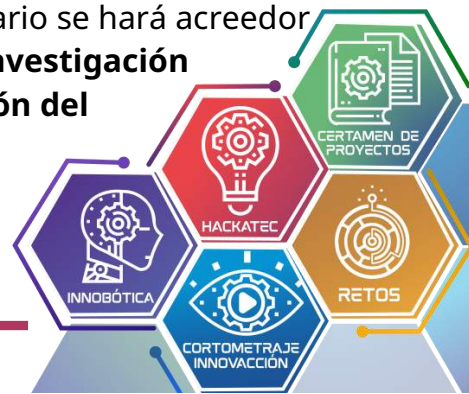 ario se hará acreedor
nvestigación
ón del
CERTAMEN DE
PROYECTOS
HACKATEC
INNOBÓTICA
RETOS
CORTOMETRAJE
INNOVACCIÓN